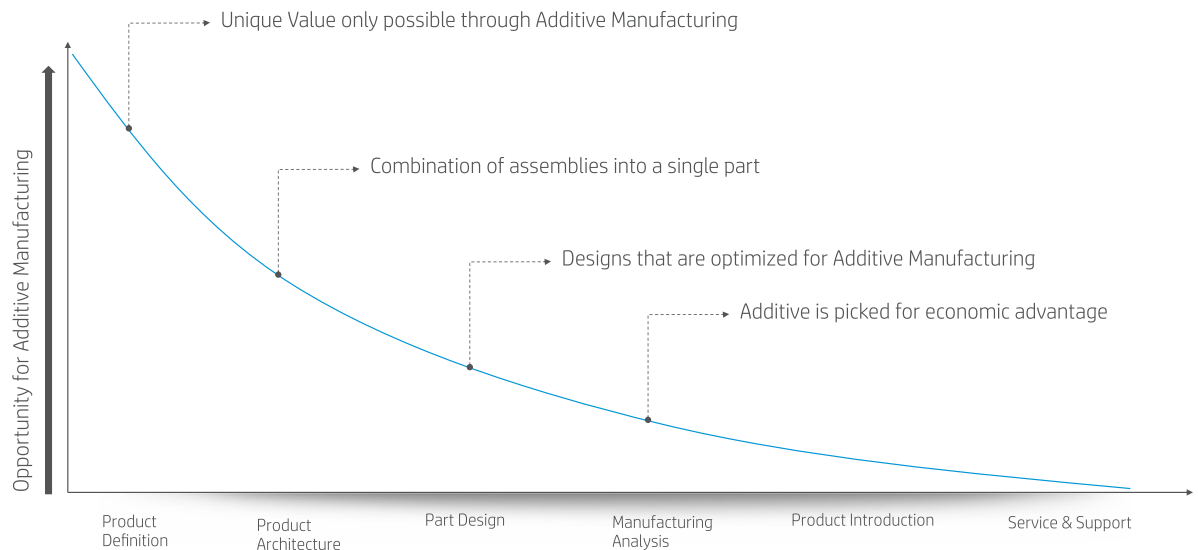 Unique Value only possible through Additive Manufacturing
Combination of assemblies into a single part
Designs that are optimized for Additive Manufacturing
Additive is picked for economic advantage
Opportunity for Additive Manufacturing
Product
Definition
Product
Architecture
Part Design
Manufacturing
Analysis
Product Introduction
Service & Support